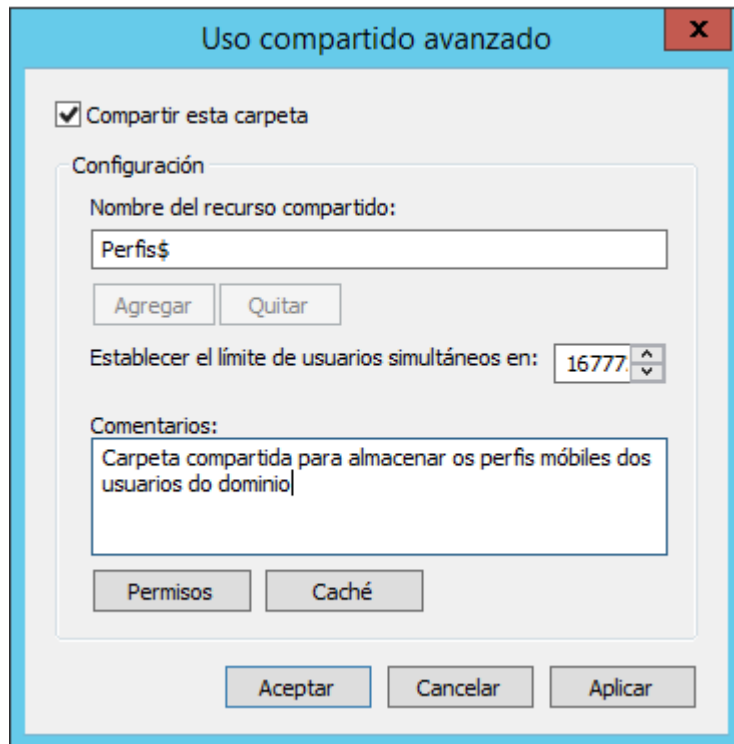 Uso compartido avanzado
Compartir esta carpeta
Configuración
Nombre del recurso compartido:
Perfis$
Agregar Quitar
Establecer el límite de usuarios simultáneos en: 16777
Comentarios:
Carpeta compartida para almacenar os perfis móbiles dos
usuarios do dominio
Permisos Caché
Aceptar Cancelar Aplicar